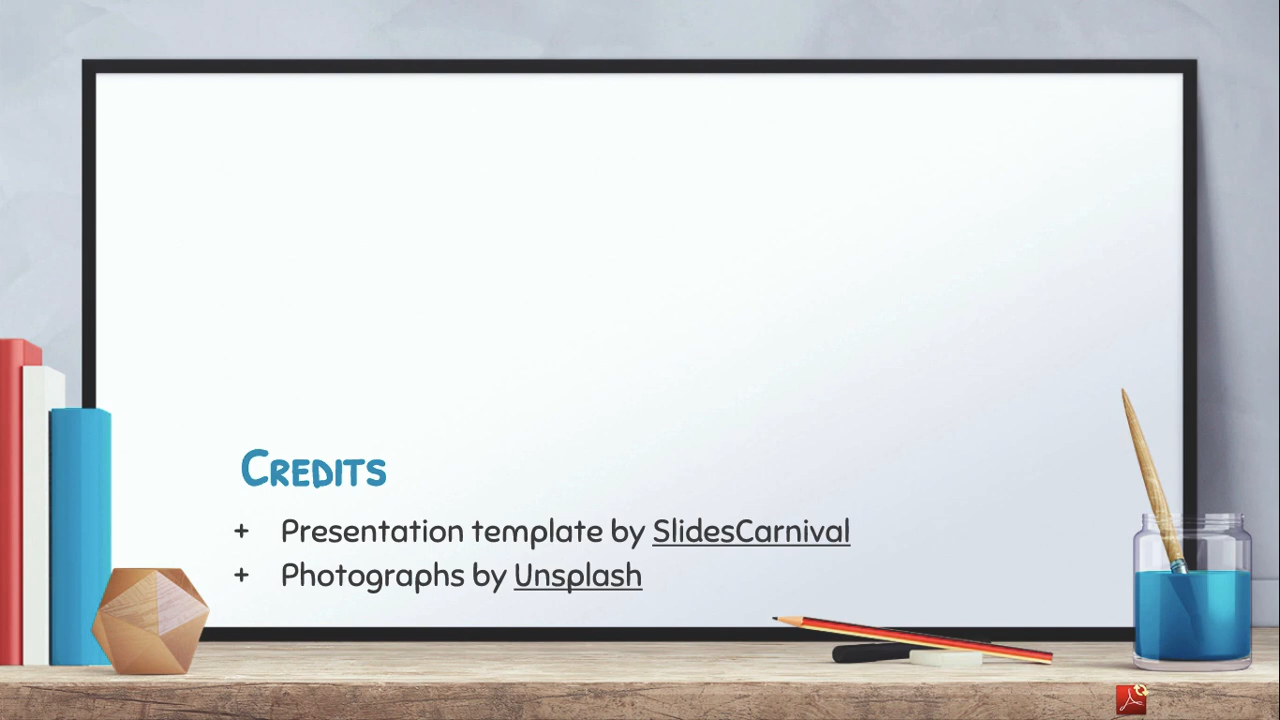 Credits
+ Presentation template by SlidesCarnival
+ Photographs by Unsplash